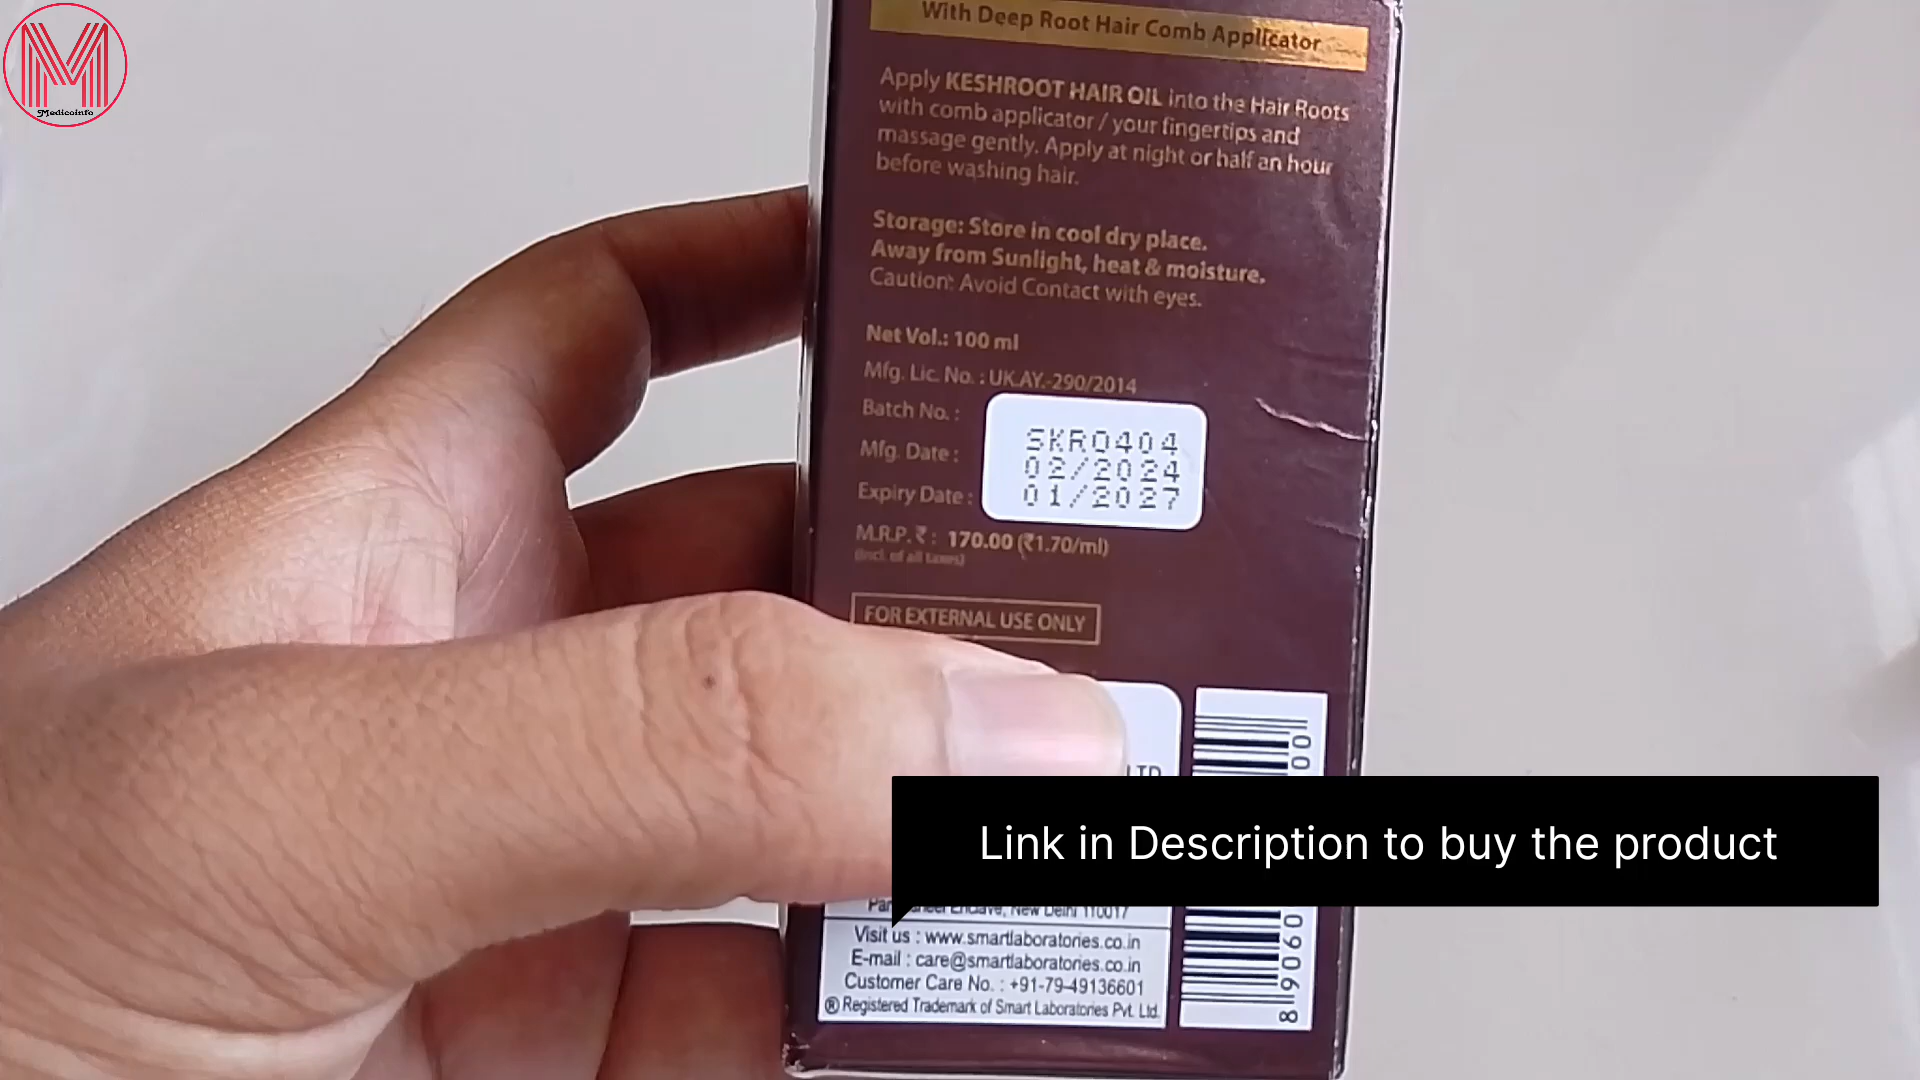 Medicoinfo
With Deep Root Hair Comb Applicator
Apply KESHROOT HAIR OIL into the Hair Roots
with comb applicator / your fingertips and
massage gently. Apply at night or half an hour
before washing hair.
Storage: Store in cool dry place.
Away from Sunlight, heat & moisture.
Caution: Avoid Contact with eyes.
Net Vol.: 100 ml
Mfg. Lic. No. : UK.AY.-290/2014
Batch No. : SKR0404
Mfg. Date : 02/2024
Expiry Date : 01/2027
M.R.P. ₹ : 170.00 (₹1.70/ml)
(Incl. of all taxes)
FOR EXTERNAL USE ONLY
LTD
Link in Description to buy the product
Enclave, New Delhi 110017
Visit us : www.smartlaboratories.co.in
E-mail : care@smartlaboratories.co.in
Customer Care No. : +91-79-49136601
® Registered Trademark of Smart Laboratories Pvt. Ltd.